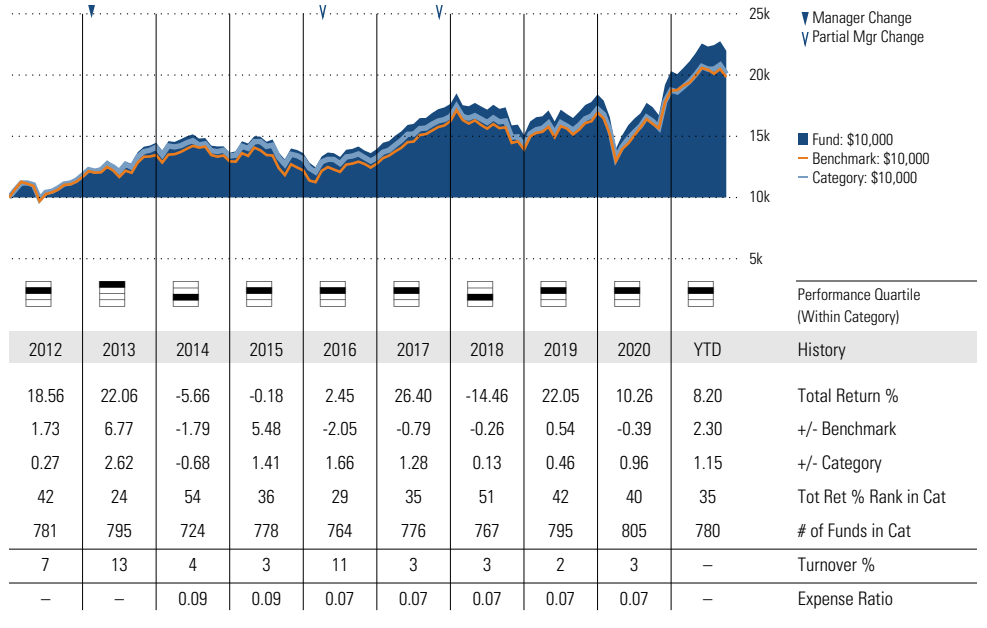 25k
20k
15k
10k
5k
Manager Change
Partial Mgr Change
Fund: $10,000
Benchmark: $10,000
Category: $10,000
Performance Quartile
(Within Category)
2012 2013 2014 2015 2016 2017 2018 2019 2020 YTD History
18.56 22.06 -5.66 -0.18 2.45 26.40 -14.46 22.05 10.26 8.20 Total Return %
1.73 6.77 -1.79 5.48 -2.05 -0.79 -0.26 0.54 -0.39 2.30 +/- Benchmark
0.27 2.62 -0.68 1.41 1.66 1.28 0.13 0.46 0.96 1.15 +/- Category
42 24 54 36 29 35 51 42 40 35 Tot Ret % Rank in Cat
781 795 724 778 764 776 767 795 805 780 # of Funds in Cat
7 13 4 3 11 3 3 2 3 – Turnover %
– – 0.09 0.09 0.07 0.07 0.07 0.07 0.07 – Expense Ratio